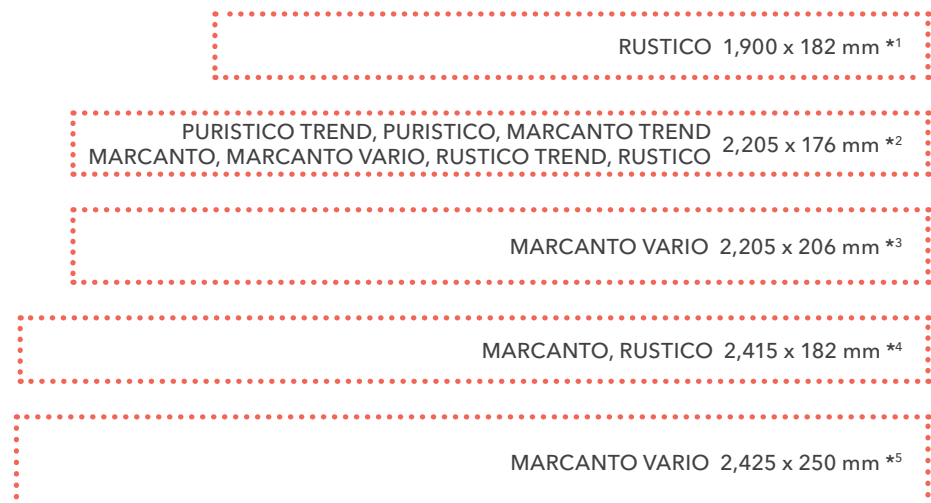 RUSTICO 1,900 x 182 mm *1
PURISTICO TREND, PURISTICO, MARCANTO TREND
MARCANTO, MARCANTO VARIO, RUSTICO TREND, RUSTICO
2,205 x 176 mm *2
MARCANTO VARIO 2,205 x 206 mm *3
MARCANTO, RUSTICO 2,415 x 182 mm *4
MARCANTO VARIO 2,425 x 250 mm *5